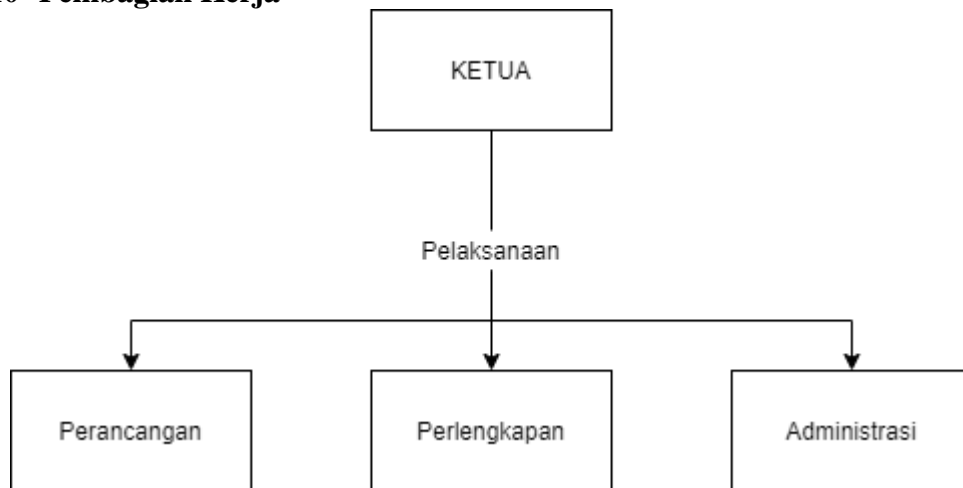 Pembagian Kerja
KETUA
Pelaksanaan
Perancangan
Perlengkapan
Administrasi